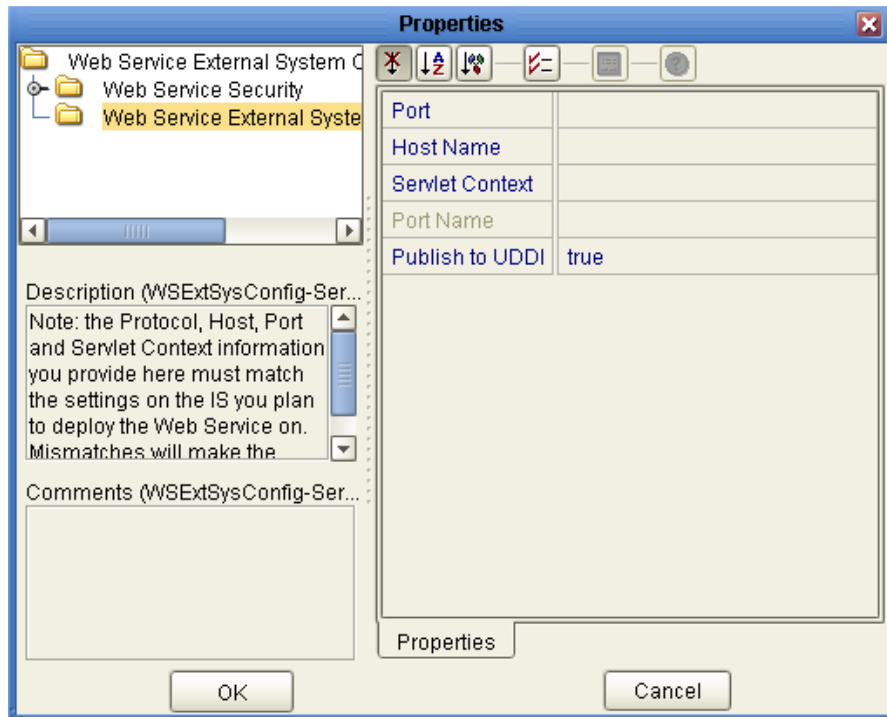 Properties
Web Service External System C
Web Service Security
Web Service External Syste
Description (WSExtSysConfig-Ser...
Note: the Protocol, Host, Port
and Servlet Context information
you provide here must match
the settings on the IS you plan
to deploy the Web Service on.
Mismatches will make the
Comments (WSExtSysConfig-Ser...
Port
Host Name
Servlet Context
Port Name
Publish to UDDI true
Properties
OK
Cancel